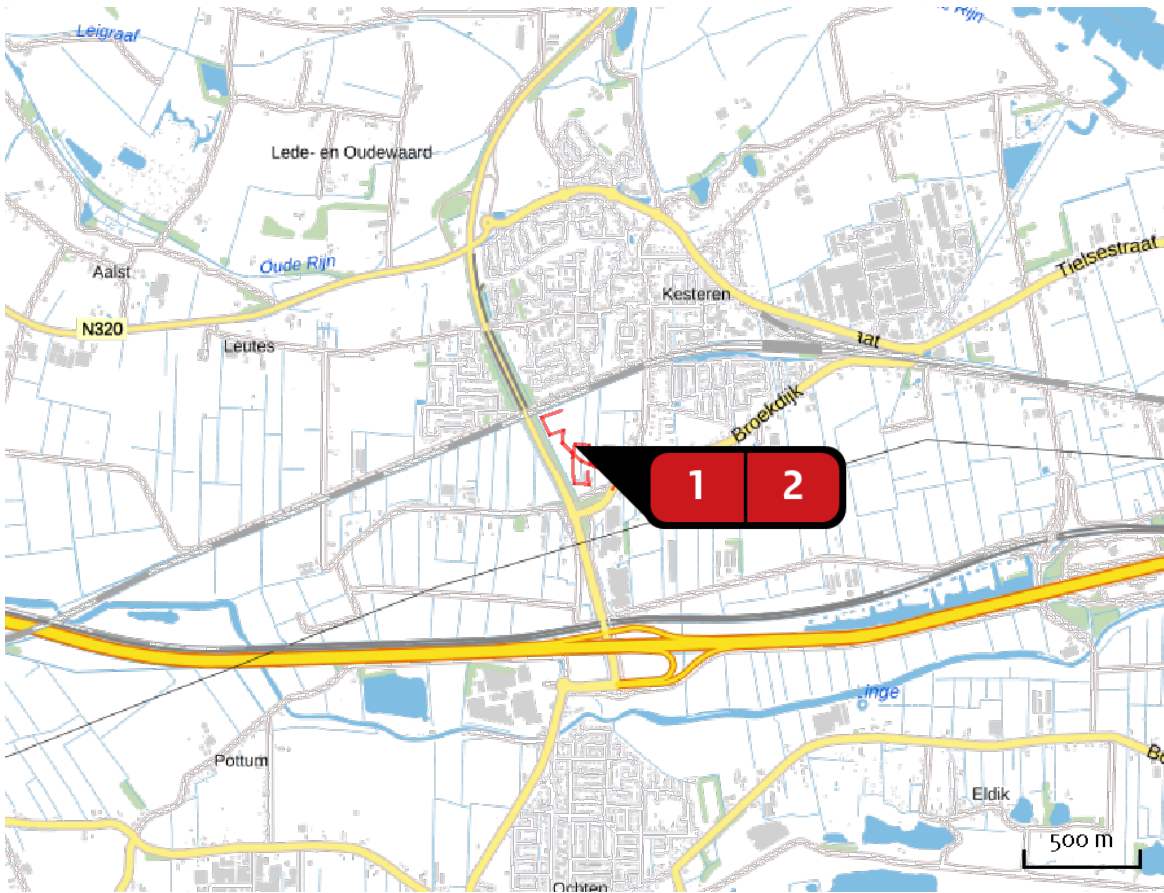 Leigraaf
Rijn
Lede- en Oudewaard
Aalst
Oude Rijn
Tielsestraat
Kesteren
N320
Leutes
aat
Broekdijk
1 2
Linge
Pottum
Eldik
500 m
Ochten